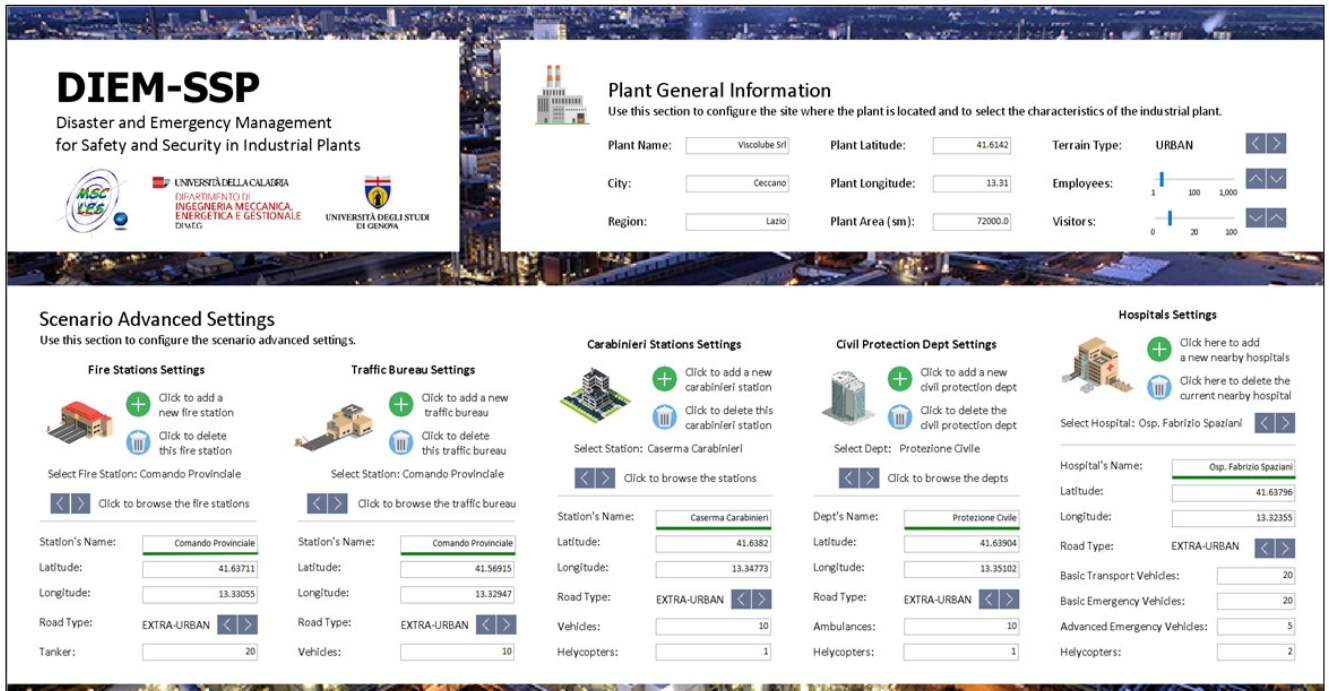 DIEM-SSP
Disaster and Emergency Management
for Safety and Security in Industrial Plants
MSC
LES
UNIVERSITÀ DELLA CALABRIA
DIPARTIMENTO DI
INGEGNERIA MECCANICA,
ENERGETICA E GESTIONALE
DIMEG
UNIVERSITÀ DEGLI STUDI
DI GENOVA
Plant General Information
Use this section to configure the site where the plant is located and to select the characteristics of the industrial plant.
Plant Name: Viscolube Srl Plant Latitude: 41.6142 Terrain Type: URBAN
City: Ceccano Plant Longitude: 13.31 Employees: 1 100 1,000
Region: Lazio Plant Area (sm): 72000.0 Visitors: 0 20 100
Scenario Advanced Settings
Use this section to configure the scenario advanced settings.
Fire Stations Settings
Click to add a
new fire station
Click to delete
this fire station
Select Fire Station: Comando Provinciale
Click to browse the fire stations
Station's Name: Comando Provinciale
Latitude: 41.63711
Longitude: 13.33055
Road Type: EXTRA-URBAN
Tanker: 20
Traffic Bureau Settings
Click to add a new
traffic bureau
Click to delete
this traffic bureau
Select Station: Comando Provinciale
Click to browse the traffic bureau
Station's Name: Comando Provinciale
Latitude: 41.56915
Longitude: 13.32947
Road Type: EXTRA-URBAN
Vehicles: 10
Carabinieri Stations Settings
Click to add a new
carabinieri station
Click to delete this
carabinieri station
Select Station: Caserma Carabinieri
Click to browse the stations
Station's Name: Caserma Carabinieri
Latitude: 41.6382
Longitude: 13.34773
Road Type: EXTRA-URBAN
Vehicles: 10
Helycopters: 1
Civil Protection Dept Settings
Click to add a new
civil protection dept
Click to delete the
civil protection dept
Select Dept: Protezione Civile
Click to browse the depts
Dept's Name: Protezione Civile
Latitude: 41.63904
Longitude: 13.35102
Road Type: EXTRA-URBAN
Ambulances: 10
Helycopters: 1
Hospitals Settings
Click here to add
a new nearby hospitals
Click here to delete the
current nearby hospital
Select Hospital: Osp. Fabrizio Spaziani
Hospital's Name: Osp. Fabrizio Spaziani
Latitude: 41.63796
Longitude: 13.32355
Road Type: EXTRA-URBAN
Basic Transport Vehicles: 20
Basic Emergency Vehicles: 20
Advanced Emergency Vehicles: 5
Helycopters: 2